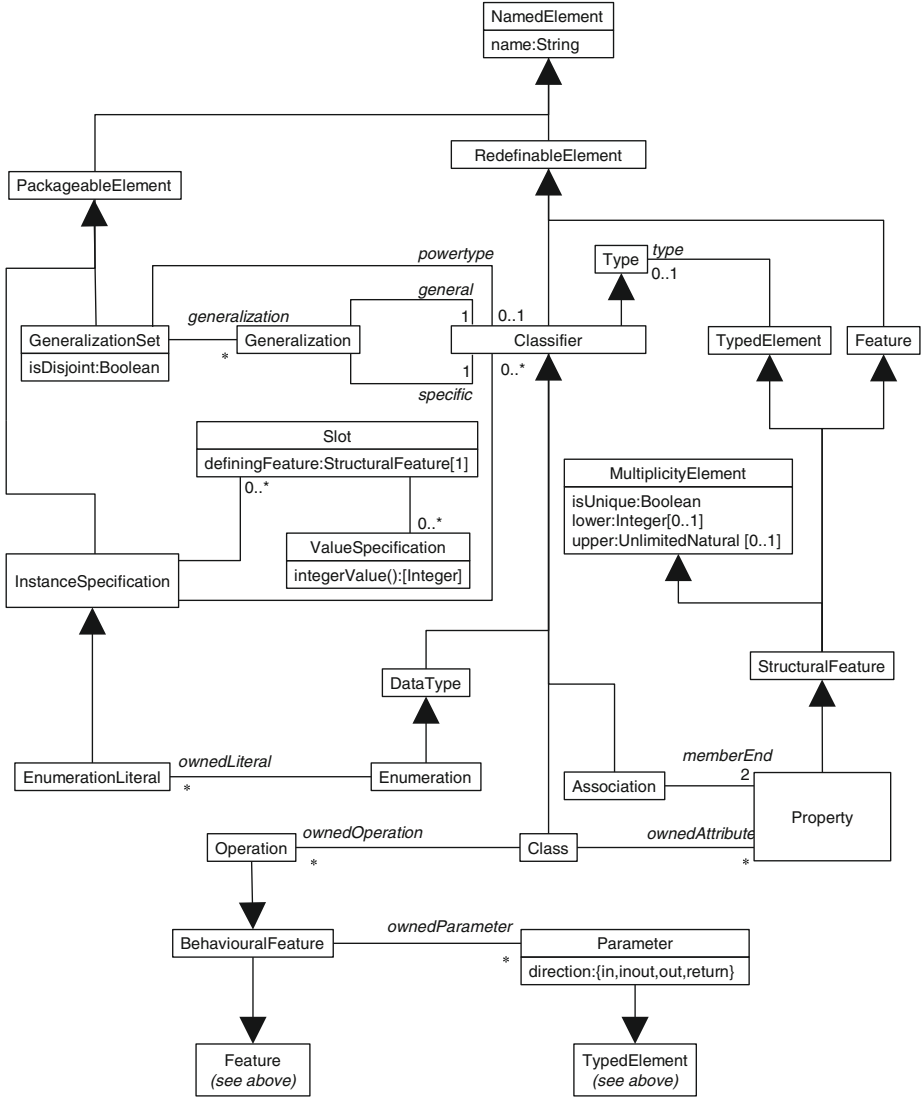 NamedElement
name:String
RedefinableElement
PackageableElement
powertype
Type
type
0..1
general
generalization
1
0..1
GeneralizationSet
isDisjoint:Boolean
*
Generalization
Classifier
TypedElement
Feature
1
0..*
specific
Slot
definingFeature:StructuralFeature[1]
0..*
0..*
MultiplicityElement
isUnique:Boolean
lower:Integer[0..1]
upper:UnlimitedNatural [0..1]
ValueSpecification
integerValue():[Integer]
InstanceSpecification
DataType
StructuralFeature
ownedLiteral
memberEnd
EnumerationLiteral
*
Enumeration
Association
2
Property
ownedOperation
ownedAttribute
Operation
*
Class
*
ownedParameter
BehaviouralFeature
*
Parameter
direction:{in,inout,out,return}
Feature
(see above)
TypedElement
(see above)